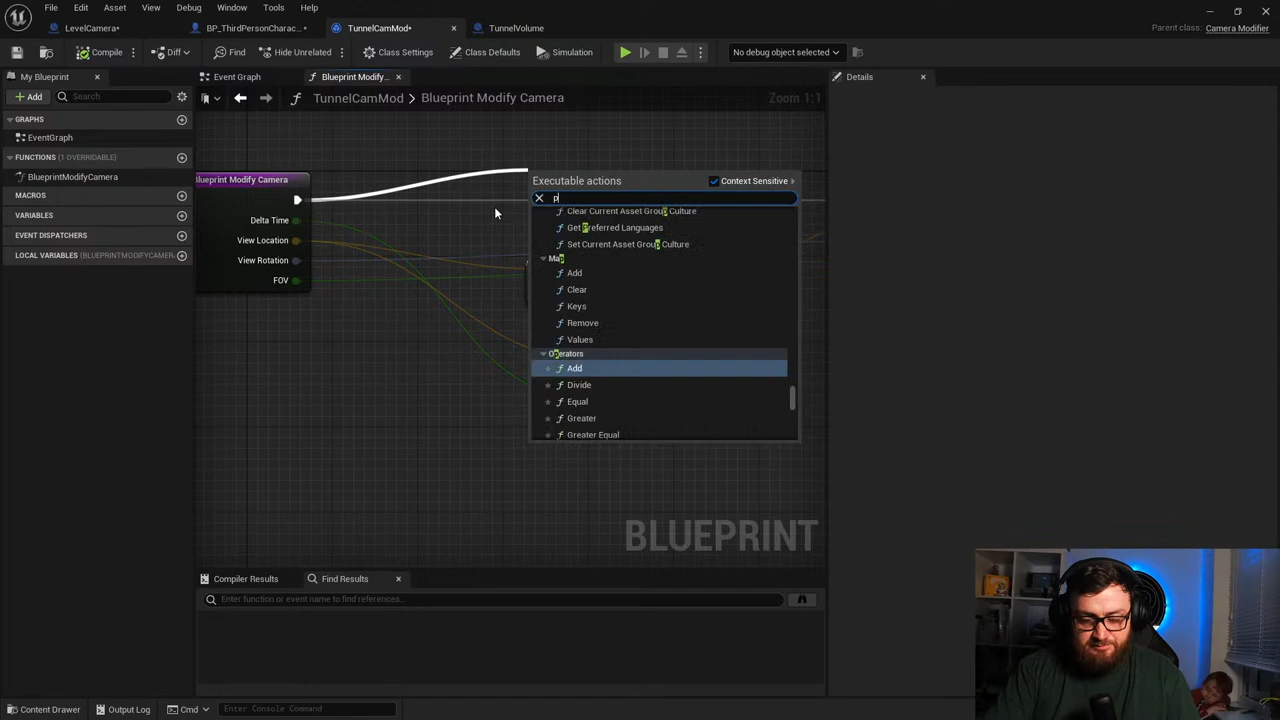 File Edit Asset View Debug Window Tools Help
LevelCamera* BP_ThirdPersonCharac...* TunnelCamMod* TunnelVolume Parent class: Camera Modifier
Compile Diff Find Hide Unrelated Class Settings Class Defaults Simulation No debug object selected
My Blueprint Event Graph Blueprint Modify... Details
Add Search TunnelCamMod > Blueprint Modify Camera Zoom 1:1
GRAPHS
EventGraph
FUNCTIONS (1 OVERRIDABLE)
BlueprintModifyCamera
MACROS
VARIABLES
EVENT DISPATCHERS
LOCAL VARIABLES (BLUEPRINTMODIFYCAMER
Blueprint Modify Camera
Delta Time
View Location
View Rotation
FOV
Executable actions Context Sensitive
p
Clear Current Asset Group Culture
Get Preferred Languages
Set Current Asset Group Culture
Map
Add
Clear
Keys
Remove
Values
Operators
Add
Divide
Equal
Greater
Greater Equal
BLUEPRINT
Compiler Results Find Results
Enter function or event name to find references...
Content Drawer Output Log Cmd Enter Console Command